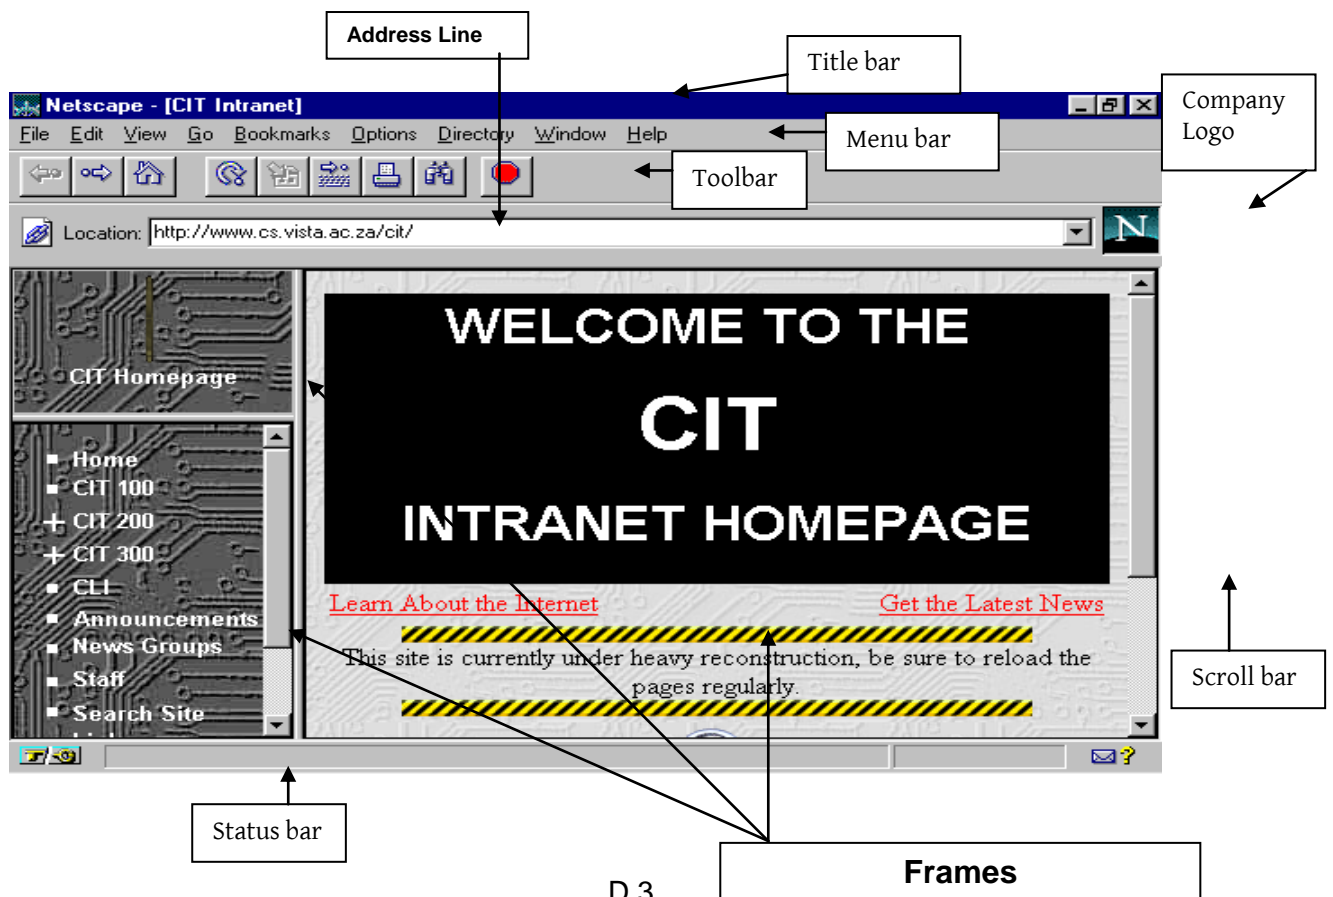 Address Line
Title bar
Company
Logo
Netscape - [CIT Intranet]
File Edit View Go Bookmarks Options Directory Window Help
Menu bar
Toolbar
Location: http://www.cs.vista.ac.za/cit/
N
WELCOME TO THE
CIT Homepage
CIT
INTRANET HOMEPAGE
Home
CIT 100
CIT 200
CIT 300
CLI
Announcements
News Groups
Staff
Search Site
Learn About the Internet
Get the Latest News
This site is currently under heavy reconstruction, be sure to reload the
pages regularly.
Scroll bar
Status bar
Frames
D 3